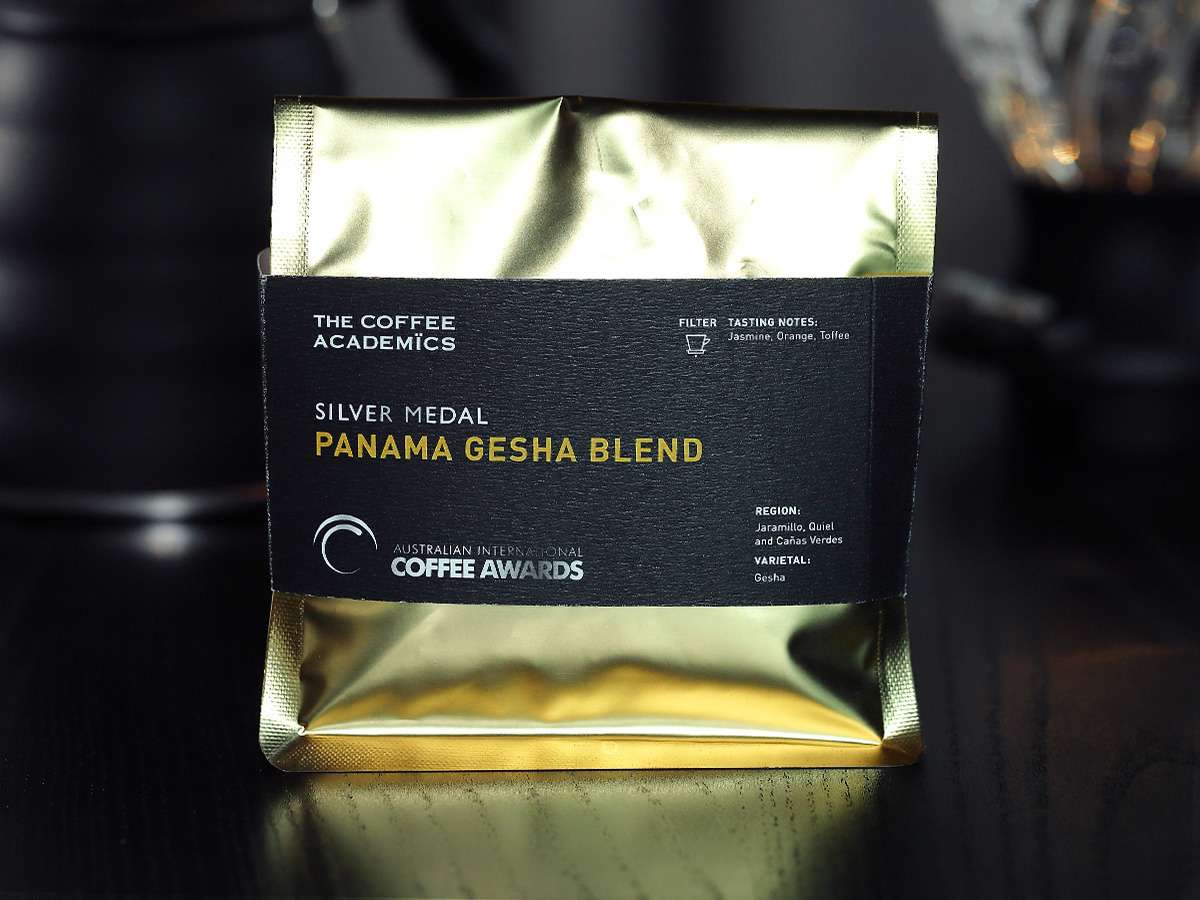 THE COFFEE
ACADEMÏCS
FILTER
TASTING NOTES:
Jasmine, Orange, Toffee
SILVER MEDAL
PANAMA GESHA BLEND
AUSTRALIAN INTERNATIONAL
COFFEE AWARDS
REGION:
Jaramillo, Quiel
and Cañas Verdes
VARIETAL:
Gesha